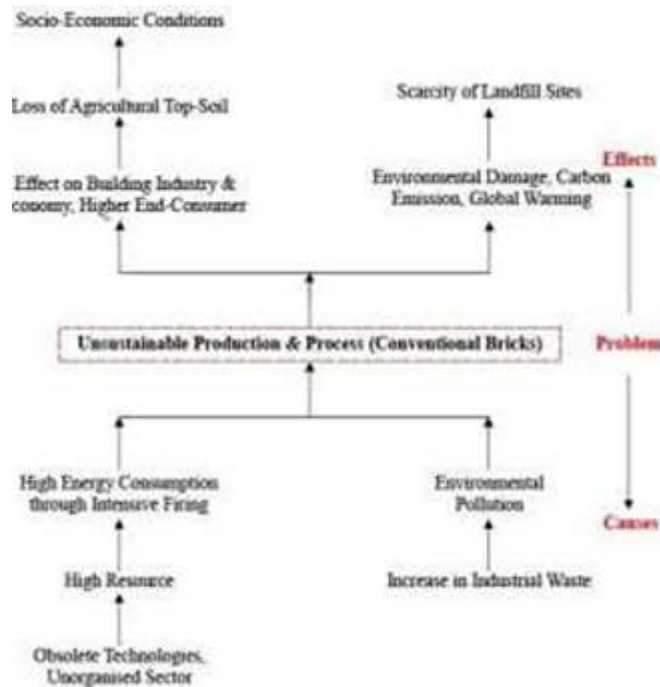 Socio-Economic Conditions
Loss of Agricultural Top-Soil
Scarcity of Landfill Sites
Effects
Effect on Building Industry &
conomy, Higher End-Consumer
Environmental Damage, Carbon
Emission, Global Warming
Unsustainable Production & Process (Conventional Bricks)
Problem
High Energy Consumption
through Intensive Firing
Environmental
Pollution
Causes
High Resource
Increase in Industrial Waste
Obsolete Technologies,
Unorganised Sector